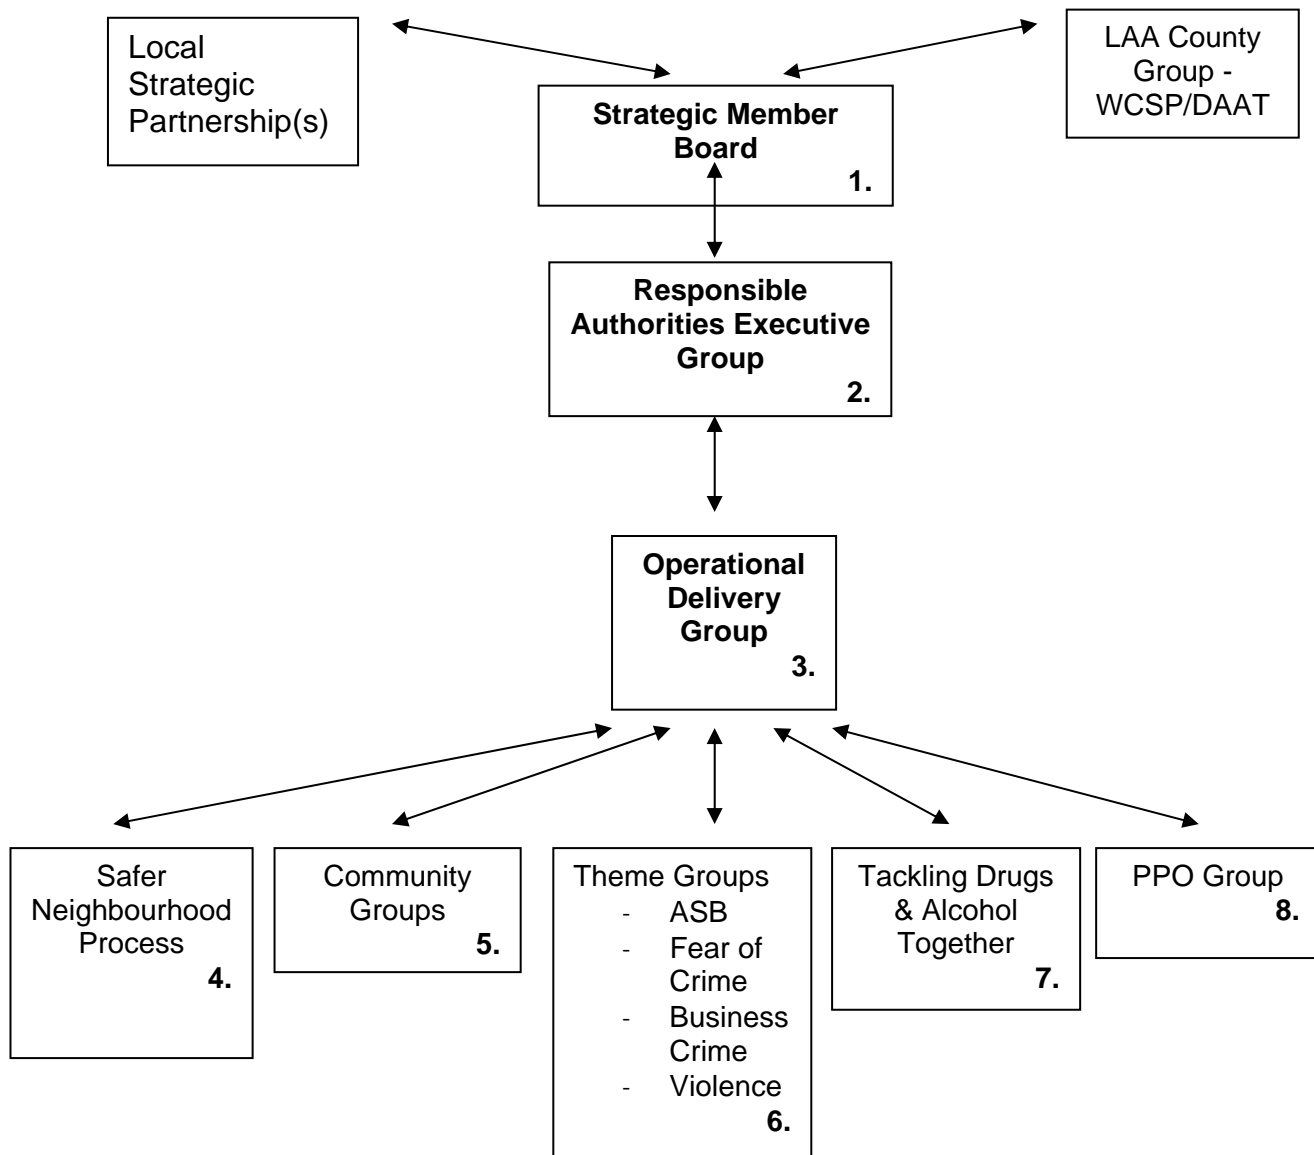 Local
Strategic
Partnership(s)
LAA County
Group -
WCSP/DAAT
Strategic Member
Board
1.
Responsible
Authorities Executive
Group
2.
Operational
Delivery
Group
3.
Safer
Neighbourhood
Process
4.
Community
Groups
5.
Theme Groups
- ASB
- Fear of
Crime
- Business
Crime
- Violence
6.
Tackling Drugs
& Alcohol
Together
7.
PPO Group
8.